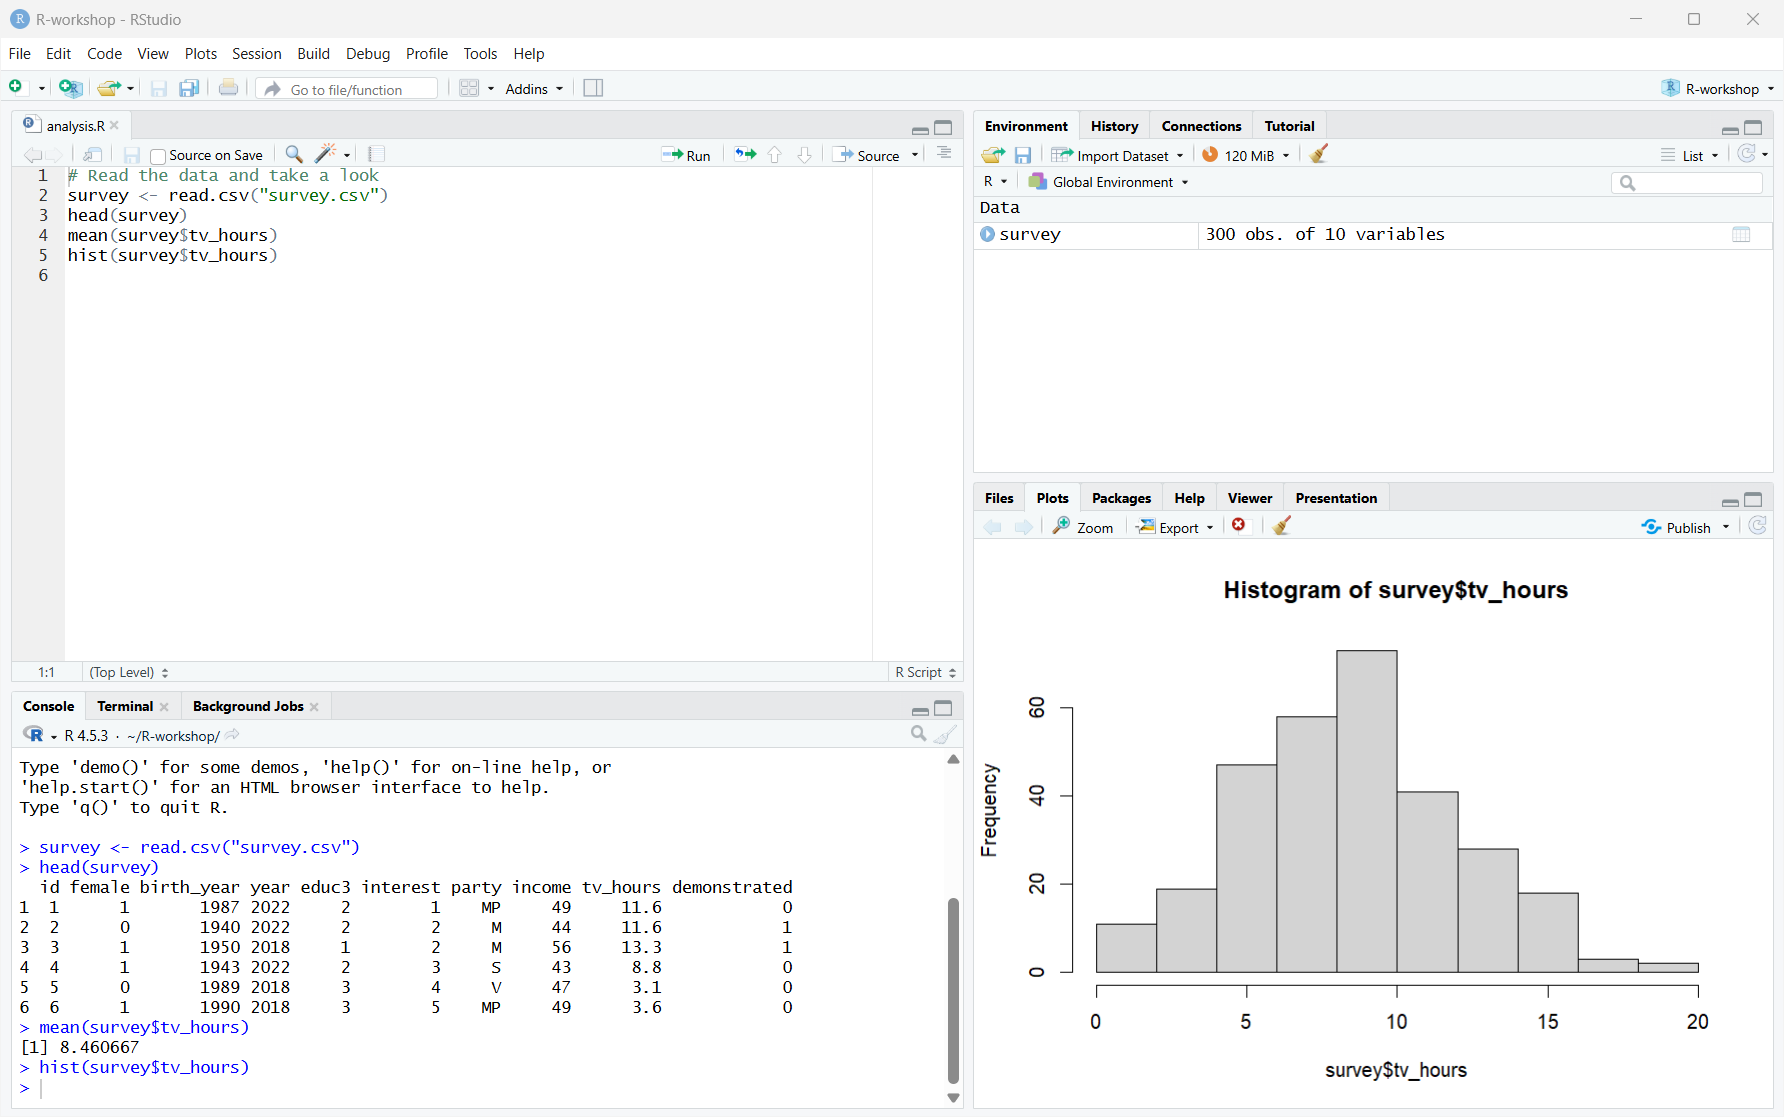 R-workshop - RStudio
File Edit Code View Plots Session Build Debug Profile Tools Help
Go to file/function Addins R-workshop
analysis.R
Source on Save Run Source
1 # Read the data and take a look
2 survey <- read.csv("survey.csv")
3 head(survey)
4 mean(survey$tv_hours)
5 hist(survey$tv_hours)
6
1:1 (Top Level) R Script
Console Terminal Background Jobs
R 4.5.3 · ~/R-workshop/
Type 'demo()' for some demos, 'help()' for on-line help, or
'help.start()' for an HTML browser interface to help.
Type 'q()' to quit R.
> survey <- read.csv("survey.csv")
> head(survey)
id female birth_year year educ3 interest party income tv_hours demonstrated
1 1 1 1987 2022 2 1 MP 49 11.6 0
2 2 0 1940 2022 2 2 M 44 11.6 1
3 3 1 1950 2018 1 2 M 56 13.3 1
4 4 1 1943 2022 2 3 S 43 8.8 0
5 5 0 1989 2018 3 4 V 47 3.1 0
6 6 1 1990 2018 3 5 MP 49 3.6 0
> mean(survey$tv_hours)
[1] 8.460667
> hist(survey$tv_hours)
>
Environment History Connections Tutorial
Import Dataset 120 MiB List
R Global Environment
Data
survey 300 obs. of 10 variables
Files Plots Packages Help Viewer Presentation
Zoom Export Publish
Histogram of survey$tv_hours
Frequency
60
40
20
0
0 5 10 15 20
survey$tv_hours